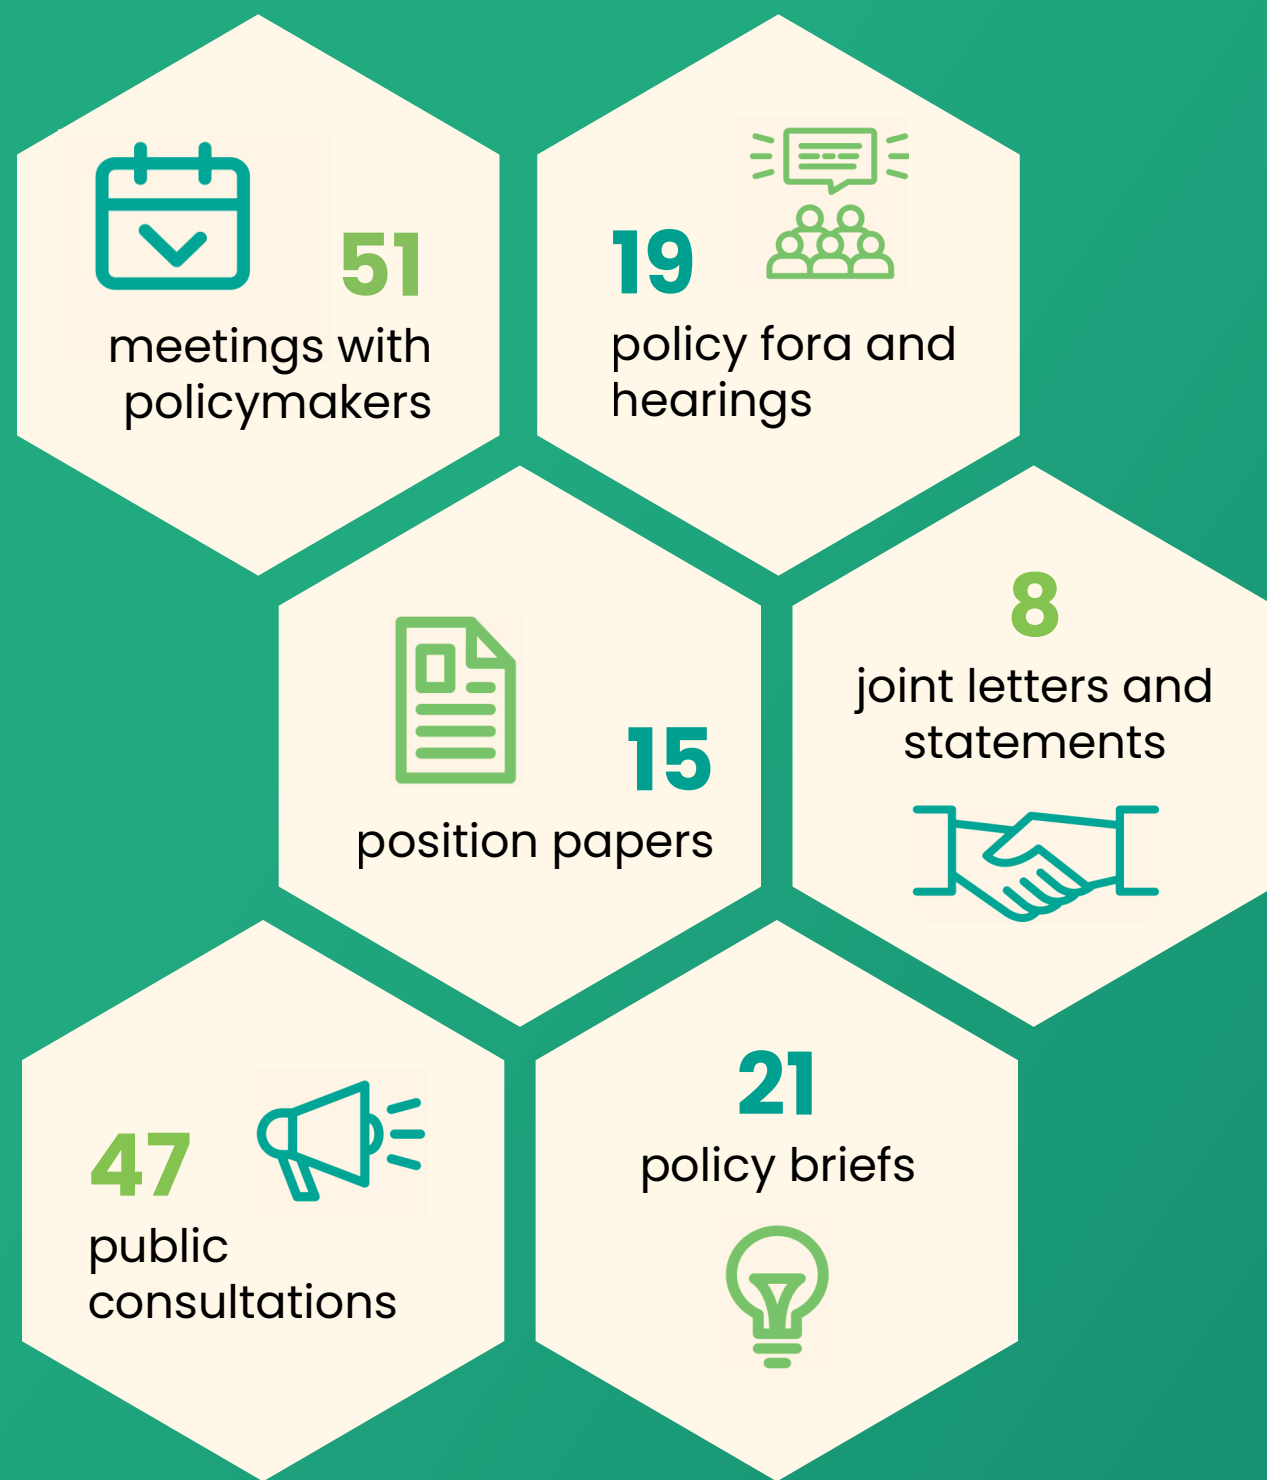 51
meetings with
policymakers
19
policy fora and
hearings
15
position papers
8
joint letters and
statements
47
public
consultations
21
policy briefs